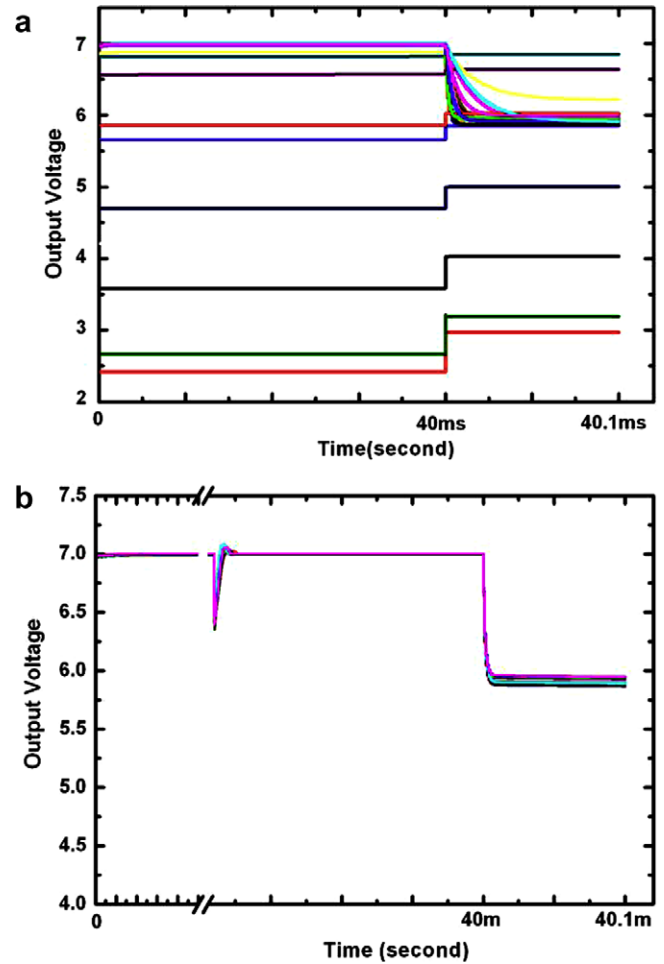 a
7
6
5
4
3
2
Output Voltage
0
40ms
40.1ms
Time(second)
b
7.5
7.0
6.5
6.0
5.5
5.0
4.5
4.0
Output Voltage
0
40m
40.1m
Time (second)